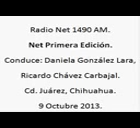 Radio Net 1490 AM.
Net Primera Edición.
Conduce: Daniela González Lara,
Ricardo Chávez Carbajal.
Cd. Juárez, Chihuahua.
9 Octubre 2013.